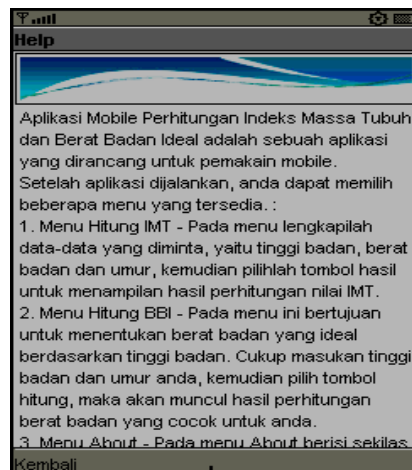 Help
Aplikasi Mobile Perhitungan Indeks Massa Tubuh
dan Berat Badan Ideal adalah sebuah aplikasi
yang dirancang untuk pemakain mobile.
Setelah aplikasi dijalankan, anda dapat memilih
beberapa menu yang tersedia. :
1. Menu Hitung IMT - Pada menu lengkapilah
data-data yang diminta, yaitu tinggi badan, berat
badan dan umur, kemudian pilihlah tombol hasil
untuk menampilan hasil perhitungan nilai IMT.
2. Menu Hitung BBI - Pada menu ini bertujuan
untuk menentukan berat badan yang ideal
berdasarkan tinggi badan. Cukup masukan tinggi
badan dan umur anda, kemudian pilih tombol
hitung, maka akan muncul hasil perhitungan
berat badan yang cocok untuk anda.
3. Menu About - Pada menu About berisi sekilas
Kembali